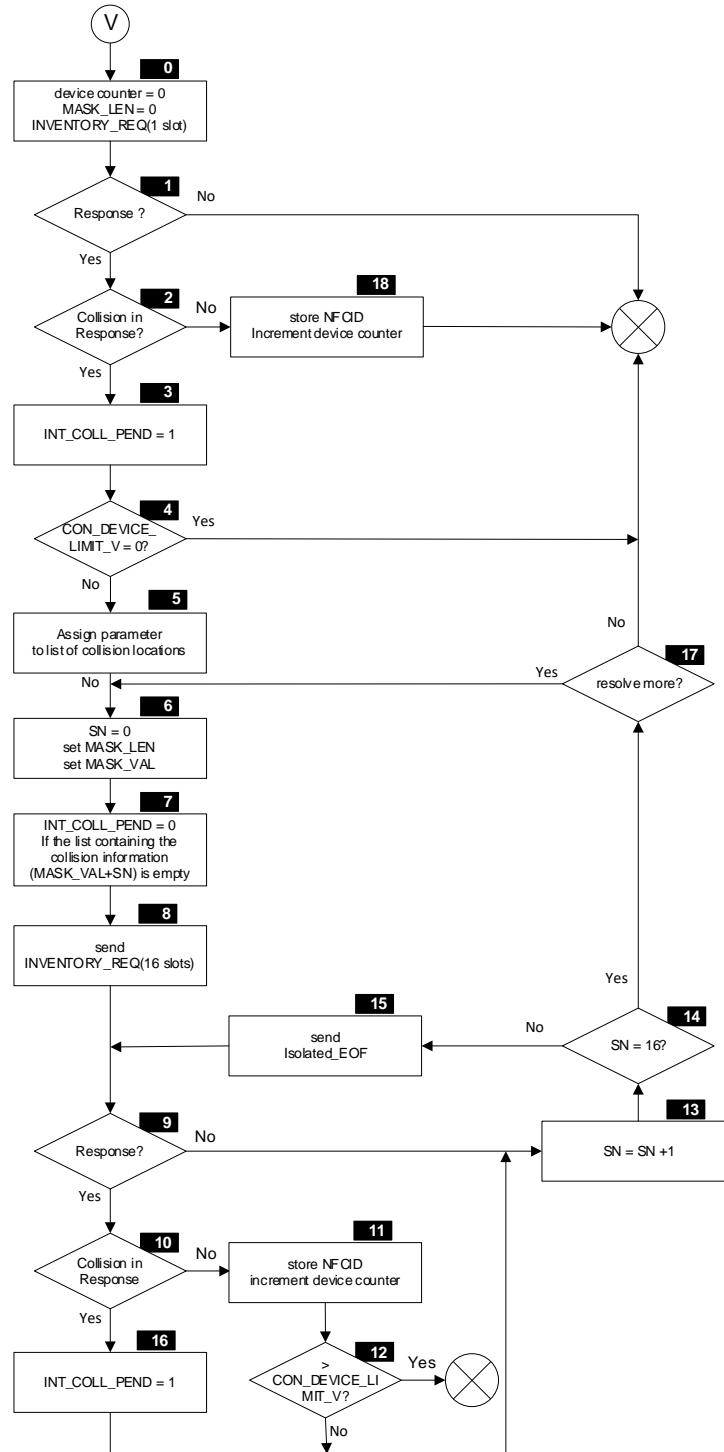 V
0
device counter = 0
MASK_LEN = 0
INVENTORY_REQ(1 slot)
1
Response ?
No
Yes
2
Collision in
Response?
No
Yes
18
store NFCID
Increment device counter
3
INT_COLL_PEND = 1
4
CON_DEVICE_
LIMIT_V = 0?
Yes
No
5
Assign parameter
to list of collision locations
No
17
resolve more?
Yes
No
6
SN = 0
set MASK_LEN
set MASK_VAL
7
INT_COLL_PEND = 0
If the list containing the
collision information
(MASK_VAL+SN) is empty
8
send
INVENTORY_REQ(16 slots)
Yes
15
send
Isolated_EOF
No
14
SN = 16?
13
SN = SN +1
9
Response?
No
Yes
10
Collision in
Response
No
Yes
11
store NFCID
increment device counter
16
INT_COLL_PEND = 1
12
>
CON_DEVICE_LI
MIT_V?
Yes
No